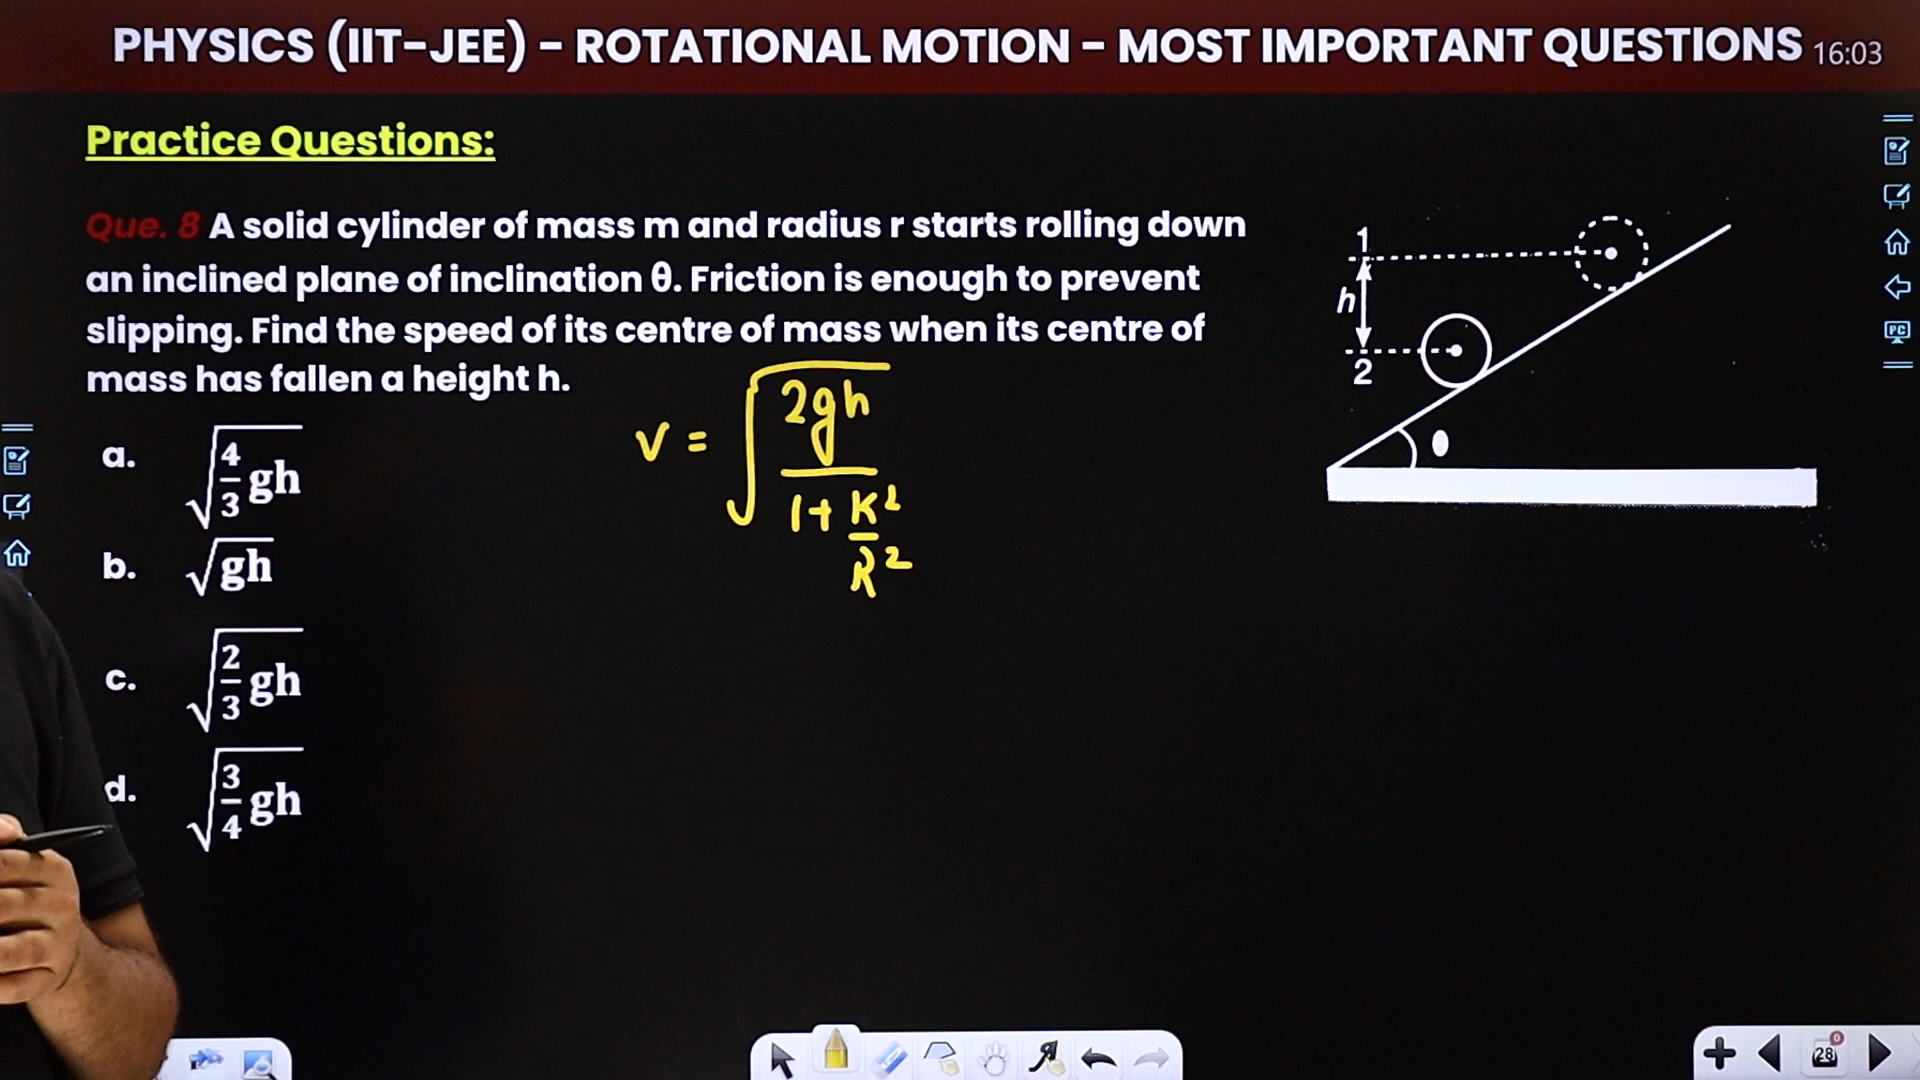 PHYSICS (IIT-JEE) - ROTATIONAL MOTION - MOST IMPORTANT QUESTIONS 16:03
Practice Questions:
Que. 8 A solid cylinder of mass m and radius r starts rolling down
an inclined plane of inclination θ. Friction is enough to prevent
slipping. Find the speed of its centre of mass when its centre of
mass has fallen a height h.
a. √(4/3 gh)
b. √gh
c. √(2/3 gh)
d. √(3/4 gh)
v = √(2gh / (1 + K²/R²))
1
h
2
θ
PC
28
0